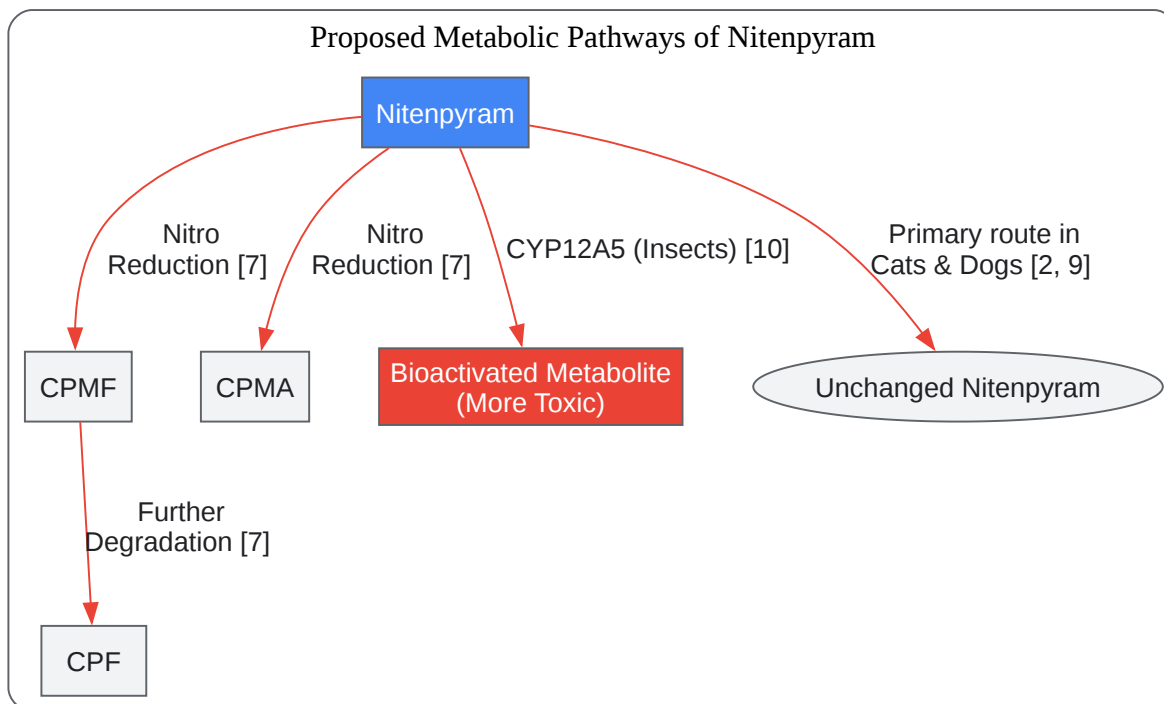 Proposed Metabolic Pathways of Nitenpyram
Nitenpyram
Nitro
Reduction [7]
Nitro
Reduction [7]
CYP12A5 (Insects) [10]
Primary route in
Cats & Dogs [2, 9]
CPMF
CPMA
Bioactivated Metabolite
(More Toxic)
Unchanged Nitenpyram
Further
Degradation [7]
CPF